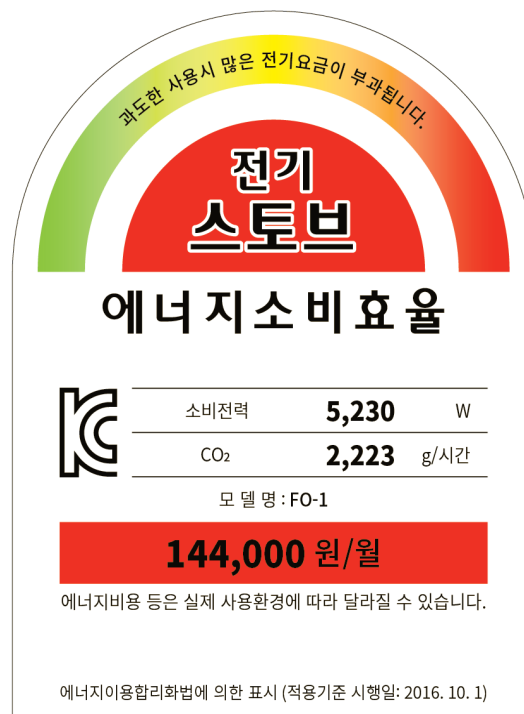 과도한 사용시 많은 전기요금이 부과됩니다.
전기
스토브
에너지소비효율
소비전력 5,230 W
CO₂ 2,223 g/시간
모델명 : FO-1
144,000 원/월
에너지비용 등은 실제 사용환경에 따라 달라질 수 있습니다.
에너지이용합리화법에 의한 표시 (적용기준 시행일: 2016. 10. 1)